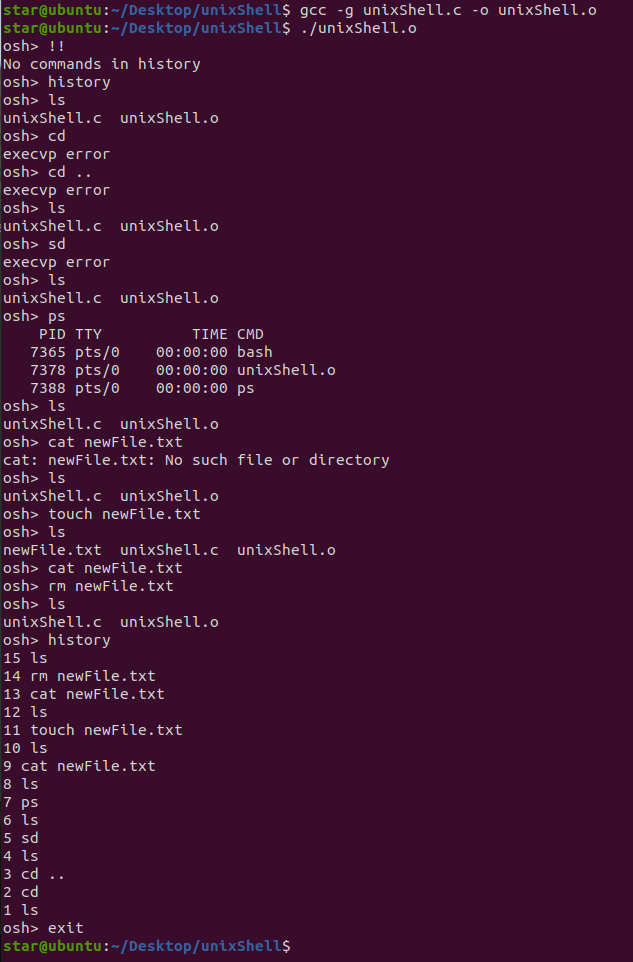 star@ubuntu:~/Desktop/unixShell$ gcc -g unixShell.c -o unixShell.o
star@ubuntu:~/Desktop/unixShell$ ./unixShell.o
osh> !!
No commands in history
osh> history
osh> ls
unixShell.c  unixShell.o
osh> cd
execvp error
osh> cd ..
execvp error
osh> ls
unixShell.c  unixShell.o
osh> sd
execvp error
osh> ls
unixShell.c  unixShell.o
osh> ps
    PID TTY          TIME CMD
   7365 pts/0    00:00:00 bash
   7378 pts/0    00:00:00 unixShell.o
   7388 pts/0    00:00:00 ps
osh> ls
unixShell.c  unixShell.o
osh> cat newFile.txt
cat: newFile.txt: No such file or directory
osh> ls
unixShell.c  unixShell.o
osh> touch newFile.txt
osh> ls
newFile.txt  unixShell.c  unixShell.o
osh> cat newFile.txt
osh> rm newFile.txt
osh> ls
unixShell.c  unixShell.o
osh> history
15 ls
14 rm newFile.txt
13 cat newFile.txt
12 ls
11 touch newFile.txt
10 ls
9 cat newFile.txt
8 ls
7 ps
6 ls
5 sd
4 ls
3 cd ..
2 cd
1 ls
osh> exit
star@ubuntu:~/Desktop/unixShell$